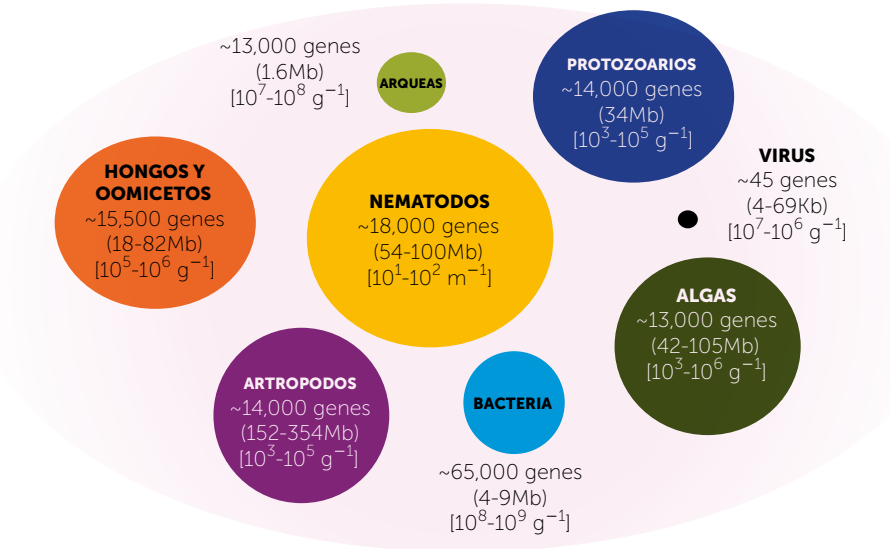 ~13,000 genes
(1.6Mb)
[10⁷-10⁸ g⁻¹]
ARQUEAS
PROTOZOARIOS
~14,000 genes
(34Mb)
[10³-10⁵ g⁻¹]
HONGOS Y
OOMICETOS
~15,500 genes
(18-82Mb)
[10⁵-10⁶ g⁻¹]
NEMATODOS
~18,000 genes
(54-100Mb)
[10¹-10² m⁻¹]
VIRUS
~45 genes
(4-69Kb)
[10⁷-10⁶ g⁻¹]
ALGAS
~13,000 genes
(42-105Mb)
[10³-10⁶ g⁻¹]
ARTROPODOS
~14,000 genes
(152-354Mb)
[10³-10⁵ g⁻¹]
BACTERIA
~65,000 genes
(4-9Mb)
[10⁸-10⁹ g⁻¹]